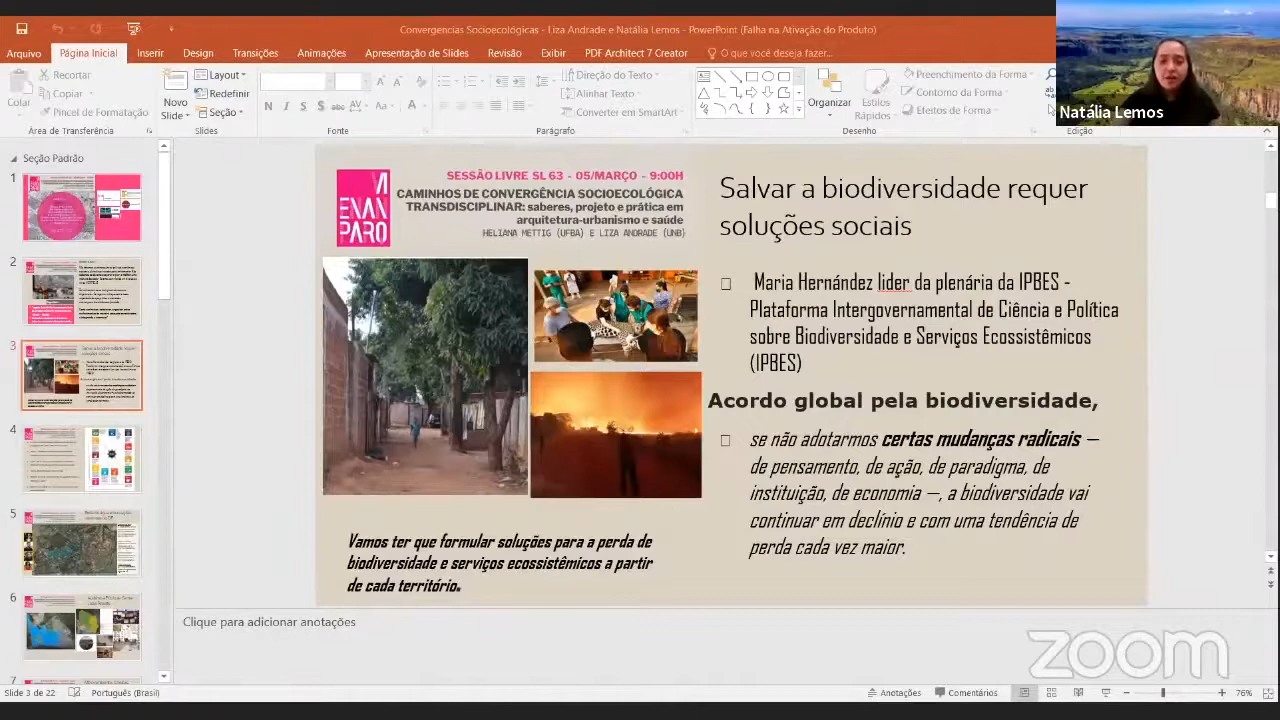 Convergencias Socioecológicas - Liza Andrade e Natália Lemos - PowerPoint (Falha na Ativação do Produto)
Arquivo Página Inicial Inserir Design Transições Animações Apresentação de Slides Revisão Exibir PDF Architect 7 Creator O que você deseja fazer...
Colar
Recortar
Copiar
Pincel de Formatação
Área de Transferência
Novo Slide
Layout
Redefinir
Seção
Slides
Fonte
Direção do Texto
Alinhar Texto
Converter em SmartArt
Parágrafo
Organizar
Estilos Rápidos
Preenchimento da Forma
Contorno da Forma
Efeitos de Forma
Desenho
Edição
Natália Lemos
Seção Padrão
1
2
3
4
5
6
7
ENANPARO
SESSÃO LIVRE SL 63 - 05/MARÇO - 9:00H
CAMINHOS DE CONVERGÊNCIA SOCIOECOLÓGICA
TRANSDISCIPLINAR: saberes, projeto e prática em
arquitetura-urbanismo e saúde
HELIANA METTIG (UFBA) E LIZA ANDRADE (UNB)
Salvar a biodiversidade requer
soluções sociais
Maria Hernández lider da plenária da IPBES -
Plataforma Intergovernamental de Ciência e Política
sobre Biodiversidade e Serviços Ecossistêmicos
(IPBES)
Acordo global pela biodiversidade,
se não adotarmos certas mudanças radicais —
de pensamento, de ação, de paradigma, de
instituição, de economia —, a biodiversidade vai
continuar em declínio e com uma tendência de
perda cada vez maior.
Vamos ter que formular soluções para a perda de
biodiversidade e serviços ecossistêmicos a partir
de cada território.
Clique para adicionar anotações
zoom
Slide 3 de 22 Português (Brasil) Anotações Comentários 76%